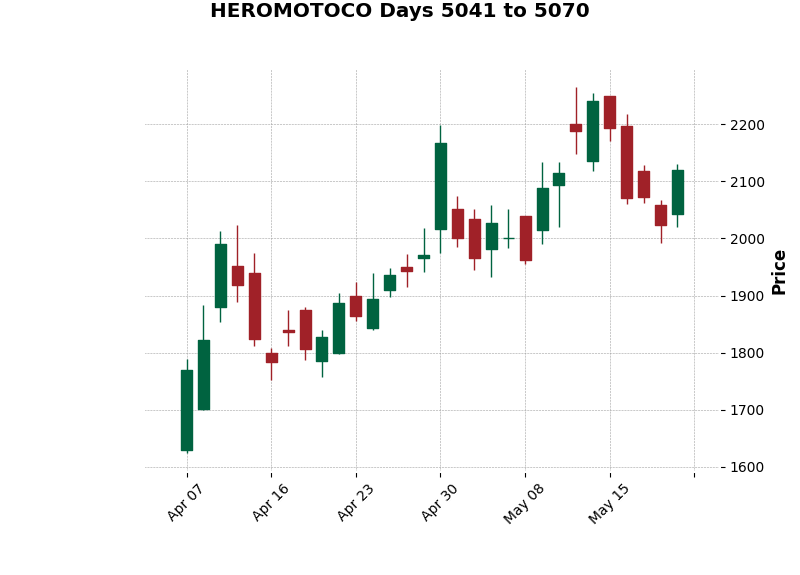 HEROMOTOCO Days 5041 to 5070
2200
2100
2000
1900
1800
1700
1600
Price
Apr 07
Apr 16
Apr 23
Apr 30
May 08
May 15